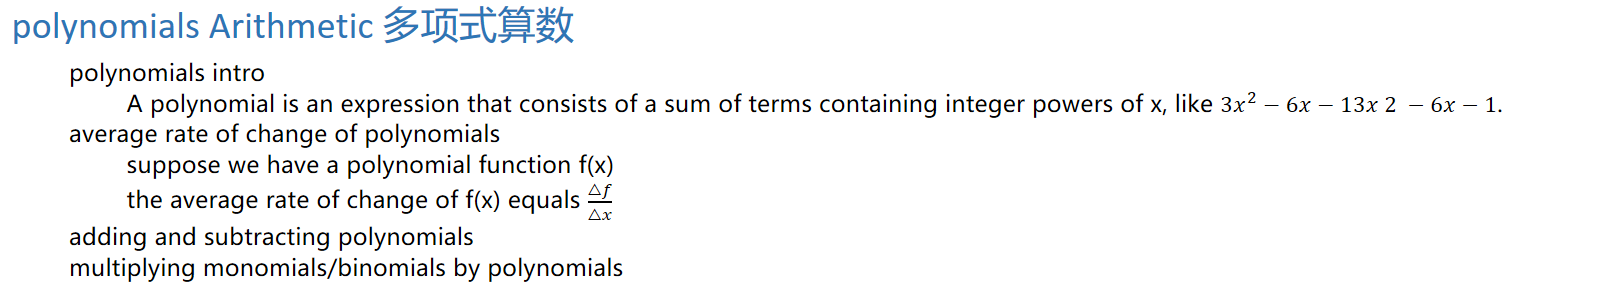 polynomials Arithmetic 多项式算数
polynomials intro
A polynomial is an expression that consists of a sum of terms containing integer powers of x, like 3x² − 6x − 13x 2 − 6x − 1.
average rate of change of polynomials
suppose we have a polynomial function f(x)
the average rate of change of f(x) equals △f/△x
adding and subtracting polynomials
multiplying monomials/binomials by polynomials